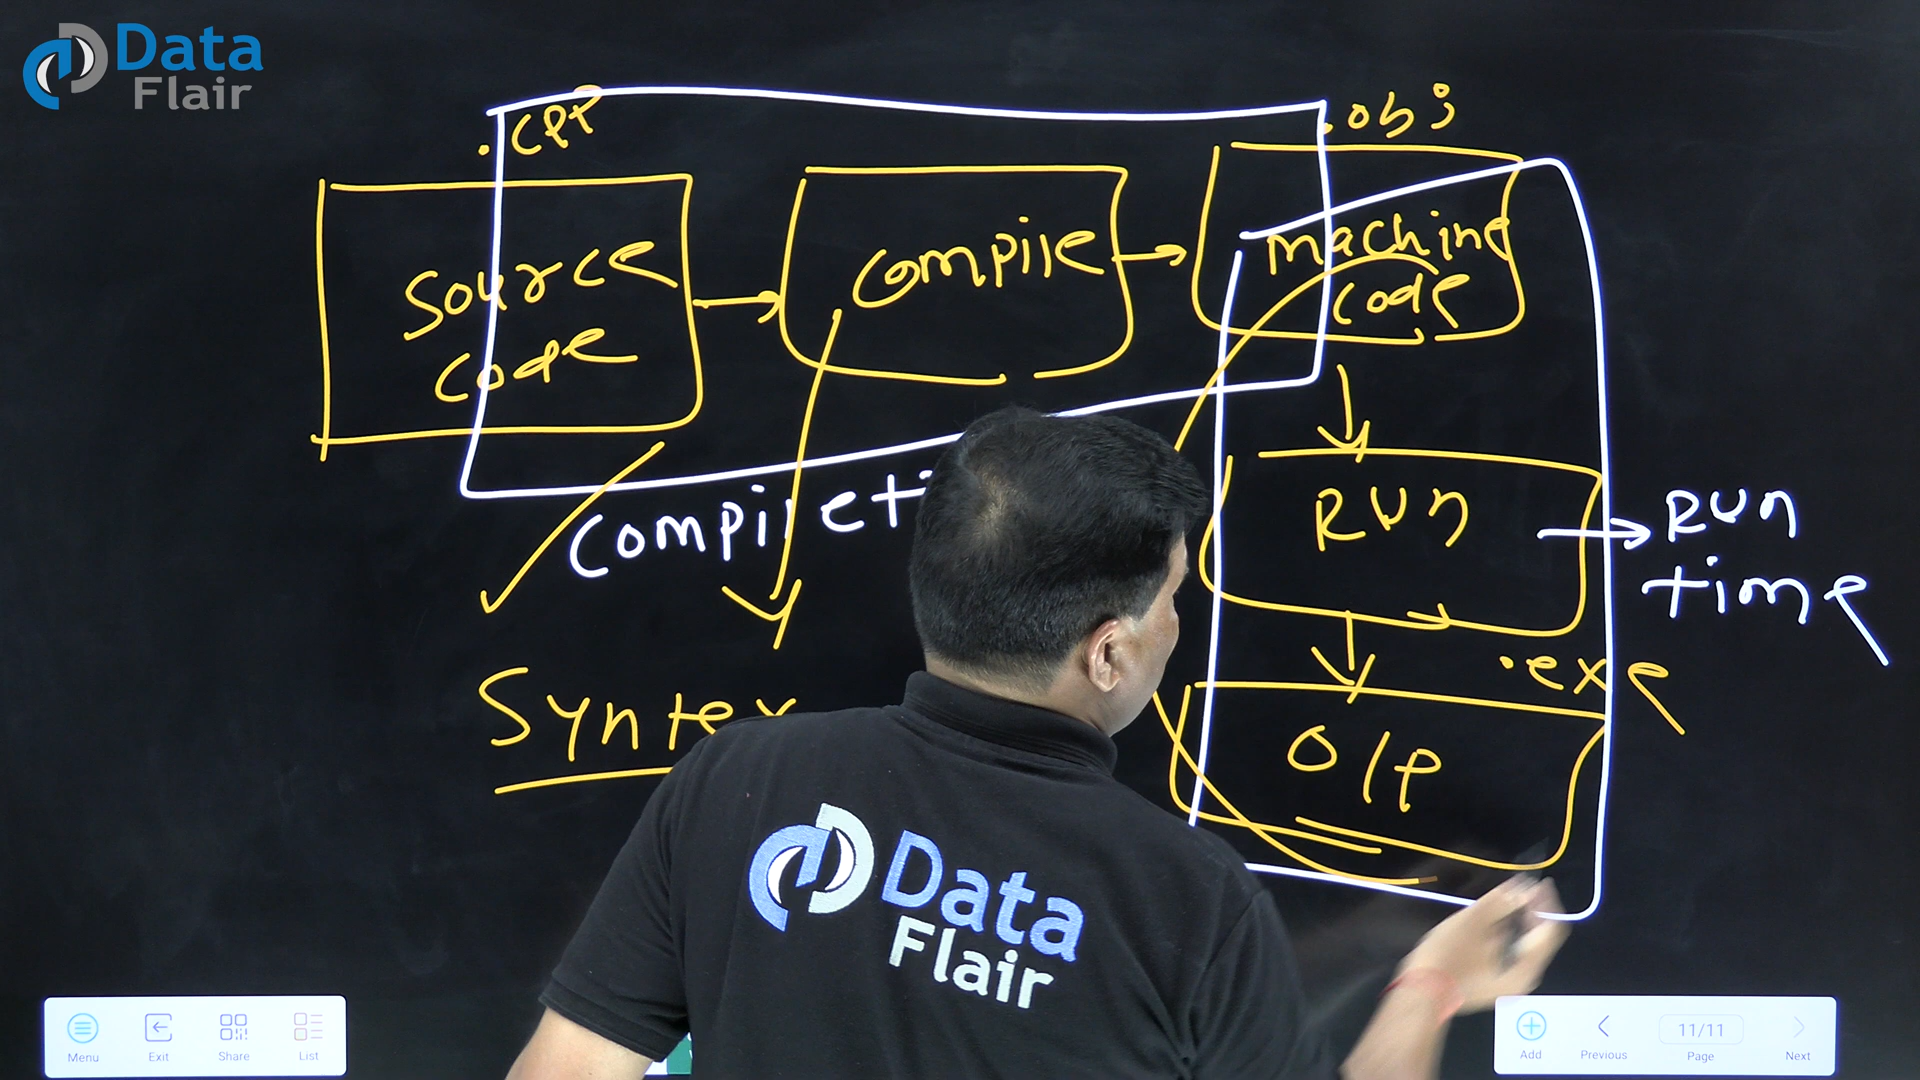 Data
Flair
.CPP
.obj
Source
code
compile
machine
code
Run
Run
time
.exe
O/P
Data
Flair
Menu
Exit
Share
List
Add
Previous
11/11
Page
Next